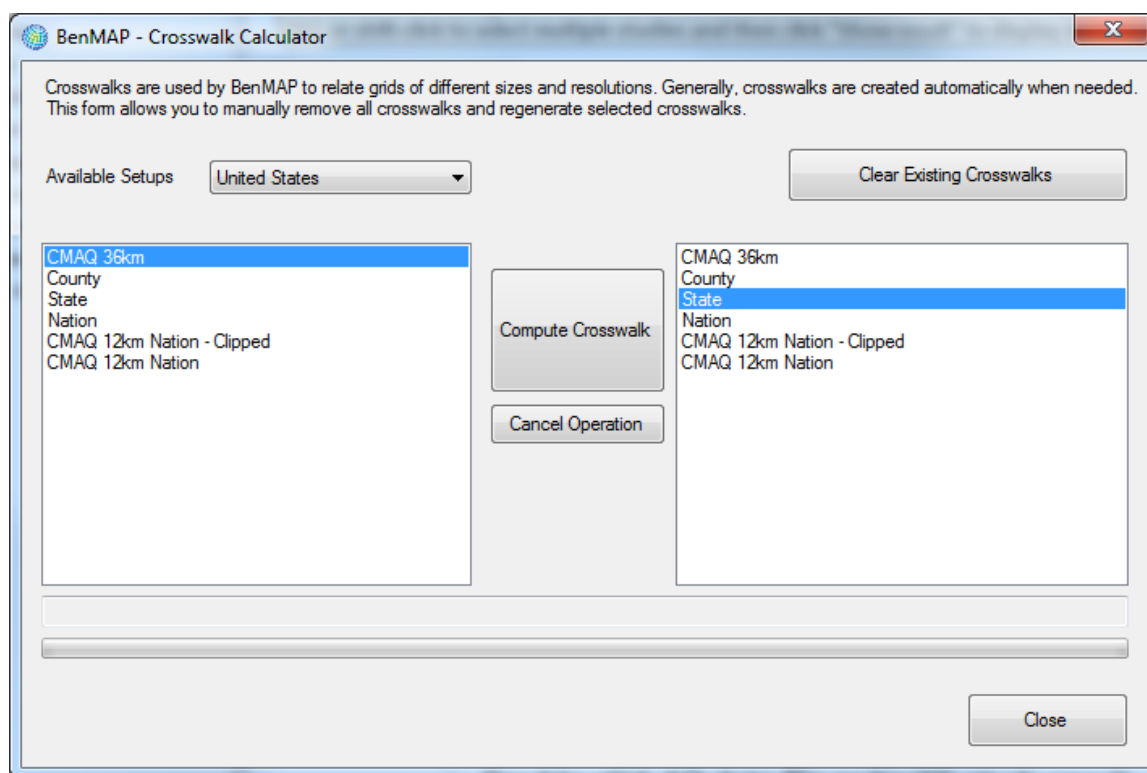 BenMAP - Crosswalk Calculator
Crosswalks are used by BenMAP to relate grids of different sizes and resolutions. Generally, crosswalks are created automatically when needed.
This form allows you to manually remove all crosswalks and regenerate selected crosswalks.
Available Setups
United States
Clear Existing Crosswalks
CMAQ 36km
County
State
Nation
CMAQ 12km Nation - Clipped
CMAQ 12km Nation
Compute Crosswalk
Cancel Operation
CMAQ 36km
County
State
Nation
CMAQ 12km Nation - Clipped
CMAQ 12km Nation
Close